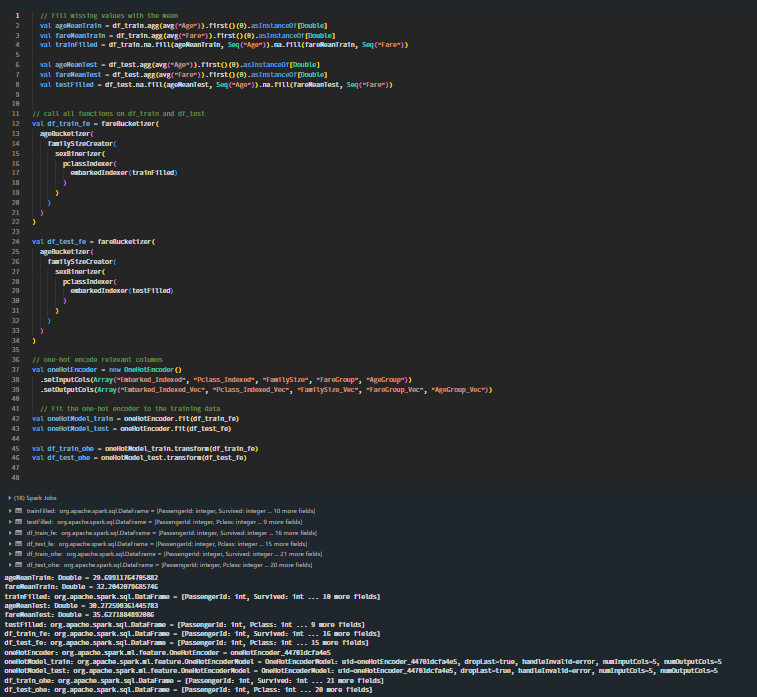 1 // Fill missing values with the mean
2 val ageMeanTrain = df_train.agg(avg("Age")).first()(0).asInstanceOf[Double]
3 val fareMeanTrain = df_train.agg(avg("Fare")).first()(0).asInstanceOf[Double]
4 val trainFilled = df_train.na.fill(ageMeanTrain, Seq("Age")).na.fill(fareMeanTrain, Seq("Fare"))
5
6 val ageMeanTest = df_test.agg(avg("Age")).first()(0).asInstanceOf[Double]
7 val fareMeanTest = df_test.agg(avg("Fare")).first()(0).asInstanceOf[Double]
8 val testFilled = df_test.na.fill(ageMeanTest, Seq("Age")).na.fill(fareMeanTest, Seq("Fare"))
9
10
11 // call all functions on df_train and df_test
12 val df_train_fe = fareBucketizer(
13 ageBucketizer(
14 familySizeCreator(
15 sexBinerizer(
16 pclassIndexer(
17 embarkedIndexer(trainFilled)
18 )
19 )
20 )
21 )
22 )
23
24 val df_test_fe = fareBucketizer(
25 ageBucketizer(
26 familySizeCreator(
27 sexBinerizer(
28 pclassIndexer(
29 embarkedIndexer(testFilled)
30 )
31 )
32 )
33 )
34 )
35
36 // one-hot encode relevant columns
37 val oneHotEncoder = new OneHotEncoder()
38 .setInputCols(Array("Embarked_Indexed", "Pclass_Indexed", "FamilySize", "FareGroup", "AgeGroup"))
39 .setOutputCols(Array("Embarked_Indexed_Vec", "Pclass_Indexed_Vec", "FamilySize_Vec", "FareGroup_Vec", "AgeGroup_Vec"))
40
41 // Fit the one-hot encoder to the training data
42 val oneHotModel_train = oneHotEncoder.fit(df_train_fe)
43 val oneHotModel_test = oneHotEncoder.fit(df_test_fe)
44
45 val df_train_ohe = oneHotModel_train.transform(df_train_fe)
46 val df_test_ohe = oneHotModel_test.transform(df_test_fe)
47
48
(18) Spark Jobs
trainFilled: org.apache.spark.sql.DataFrame = [PassengerId: integer, Survived: integer ... 10 more fields]
testFilled: org.apache.spark.sql.DataFrame = [PassengerId: integer, Pclass: integer ... 9 more fields]
df_train_fe: org.apache.spark.sql.DataFrame = [PassengerId: integer, Survived: integer ... 16 more fields]
df_test_fe: org.apache.spark.sql.DataFrame = [PassengerId: integer, Pclass: integer ... 15 more fields]
df_train_ohe: org.apache.spark.sql.DataFrame = [PassengerId: integer, Survived: integer ... 21 more fields]
df_test_ohe: org.apache.spark.sql.DataFrame = [PassengerId: integer, Pclass: integer ... 20 more fields]
ageMeanTrain: Double = 29.69911764705882
fareMeanTrain: Double = 32.2042079685746
trainFilled: org.apache.spark.sql.DataFrame = [PassengerId: int, Survived: int ... 10 more fields]
ageMeanTest: Double = 30.272590361445783
fareMeanTest: Double = 35.6271884892086
testFilled: org.apache.spark.sql.DataFrame = [PassengerId: int, Pclass: int ... 9 more fields]
df_train_fe: org.apache.spark.sql.DataFrame = [PassengerId: int, Survived: int ... 16 more fields]
df_test_fe: org.apache.spark.sql.DataFrame = [PassengerId: int, Pclass: int ... 15 more fields]
oneHotEncoder: org.apache.spark.ml.feature.OneHotEncoder = oneHotEncoder_44701dcfa4e5
oneHotModel_train: org.apache.spark.ml.feature.OneHotEncoderModel = OneHotEncoderModel: uid=oneHotEncoder_44701dcfa4e5, dropLast=true, handleInvalid=error, numInputCols=5, numOutputCols=5
oneHotModel_test: org.apache.spark.ml.feature.OneHotEncoderModel = OneHotEncoderModel: uid=oneHotEncoder_44701dcfa4e5, dropLast=true, handleInvalid=error, numInputCols=5, numOutputCols=5
df_train_ohe: org.apache.spark.sql.DataFrame = [PassengerId: int, Survived: int ... 21 more fields]
df_test_ohe: org.apache.spark.sql.DataFrame = [PassengerId: int, Pclass: int ... 20 more fields]